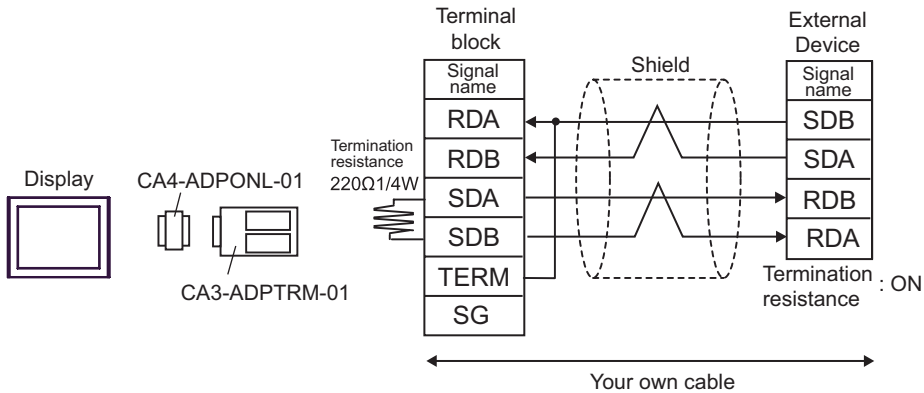 Display
CA4-ADPONL-01
CA3-ADPTRM-01
Termination
resistance
220Ω1/4W
Terminal
block
Signal
name
RDA
RDB
SDA
SDB
TERM
SG
Shield
External
Device
Signal
name
SDB
SDA
RDB
RDA
Termination
resistance : ON
Your own cable